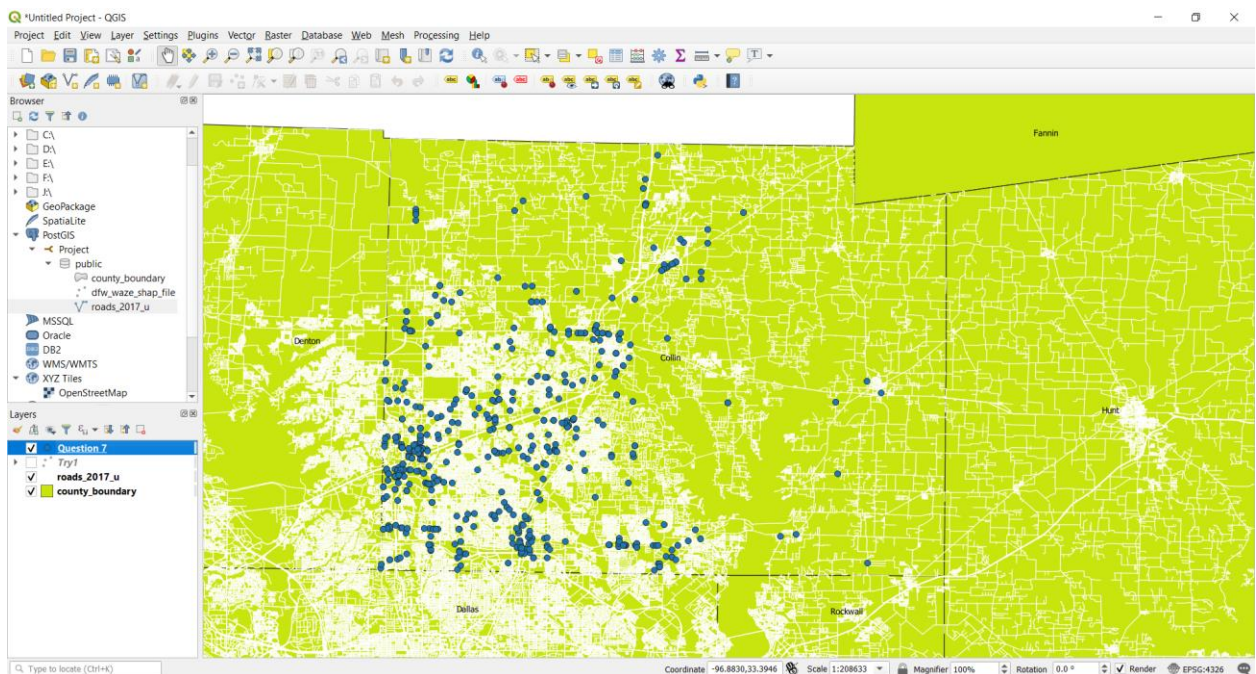 *Untitled Project - QGIS
Project Edit View Layer Settings Plugins Vector Raster Database Web Mesh Processing Help
Browser
C:\
D:\
E:\
F:\
J:\
GeoPackage
SpatiaLite
PostGIS
Project
public
county_boundary
dfw_waze_shap_file
roads_2017_u
MSSQL
Oracle
DB2
WMS/WMTS
XYZ Tiles
OpenStreetMap
Layers
Question 7
Try1
roads_2017_u
county_boundary
Fannin
Denton
Collin
Hunt
Dallas
Rockwall
Type to locate (Ctrl+K)
Coordinate -96.8830,33.3946 Scale 1:208633 Magnifier 100% Rotation 0.0 ° Render EPSG:4326